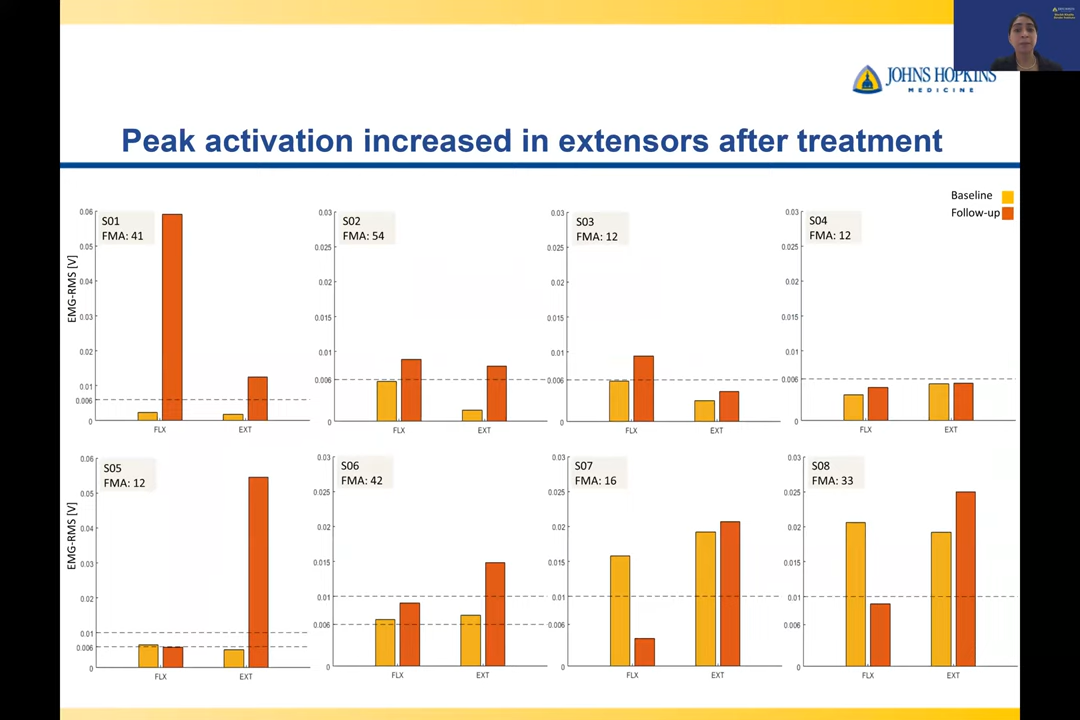 JOHNS HOPKINS
MEDICINE
Peak activation increased in extensors after treatment
Baseline
Follow-up
S01
FMA: 41
EMG-RMS [V]
0.06
0.05
0.04
0.03
0.02
0.01
0.006
0
FLX
EXT
S02
FMA: 54
0.03
0.025
0.02
0.015
0.01
0.006
0
FLX
EXT
S03
FMA: 12
0.03
0.025
0.02
0.015
0.01
0.006
0
FLX
EXT
S04
FMA: 12
0.03
0.025
0.02
0.015
0.01
0.006
0
FLX
EXT
S05
FMA: 12
EMG-RMS [V]
0.06
0.05
0.04
0.03
0.02
0.01
0.006
0
FLX
EXT
S06
FMA: 42
0.03
0.025
0.02
0.015
0.01
0.006
0
FLX
EXT
S07
FMA: 16
0.03
0.025
0.02
0.015
0.01
0.006
0
FLX
EXT
S08
FMA: 33
0.03
0.025
0.02
0.015
0.01
0.006
0
FLX
EXT